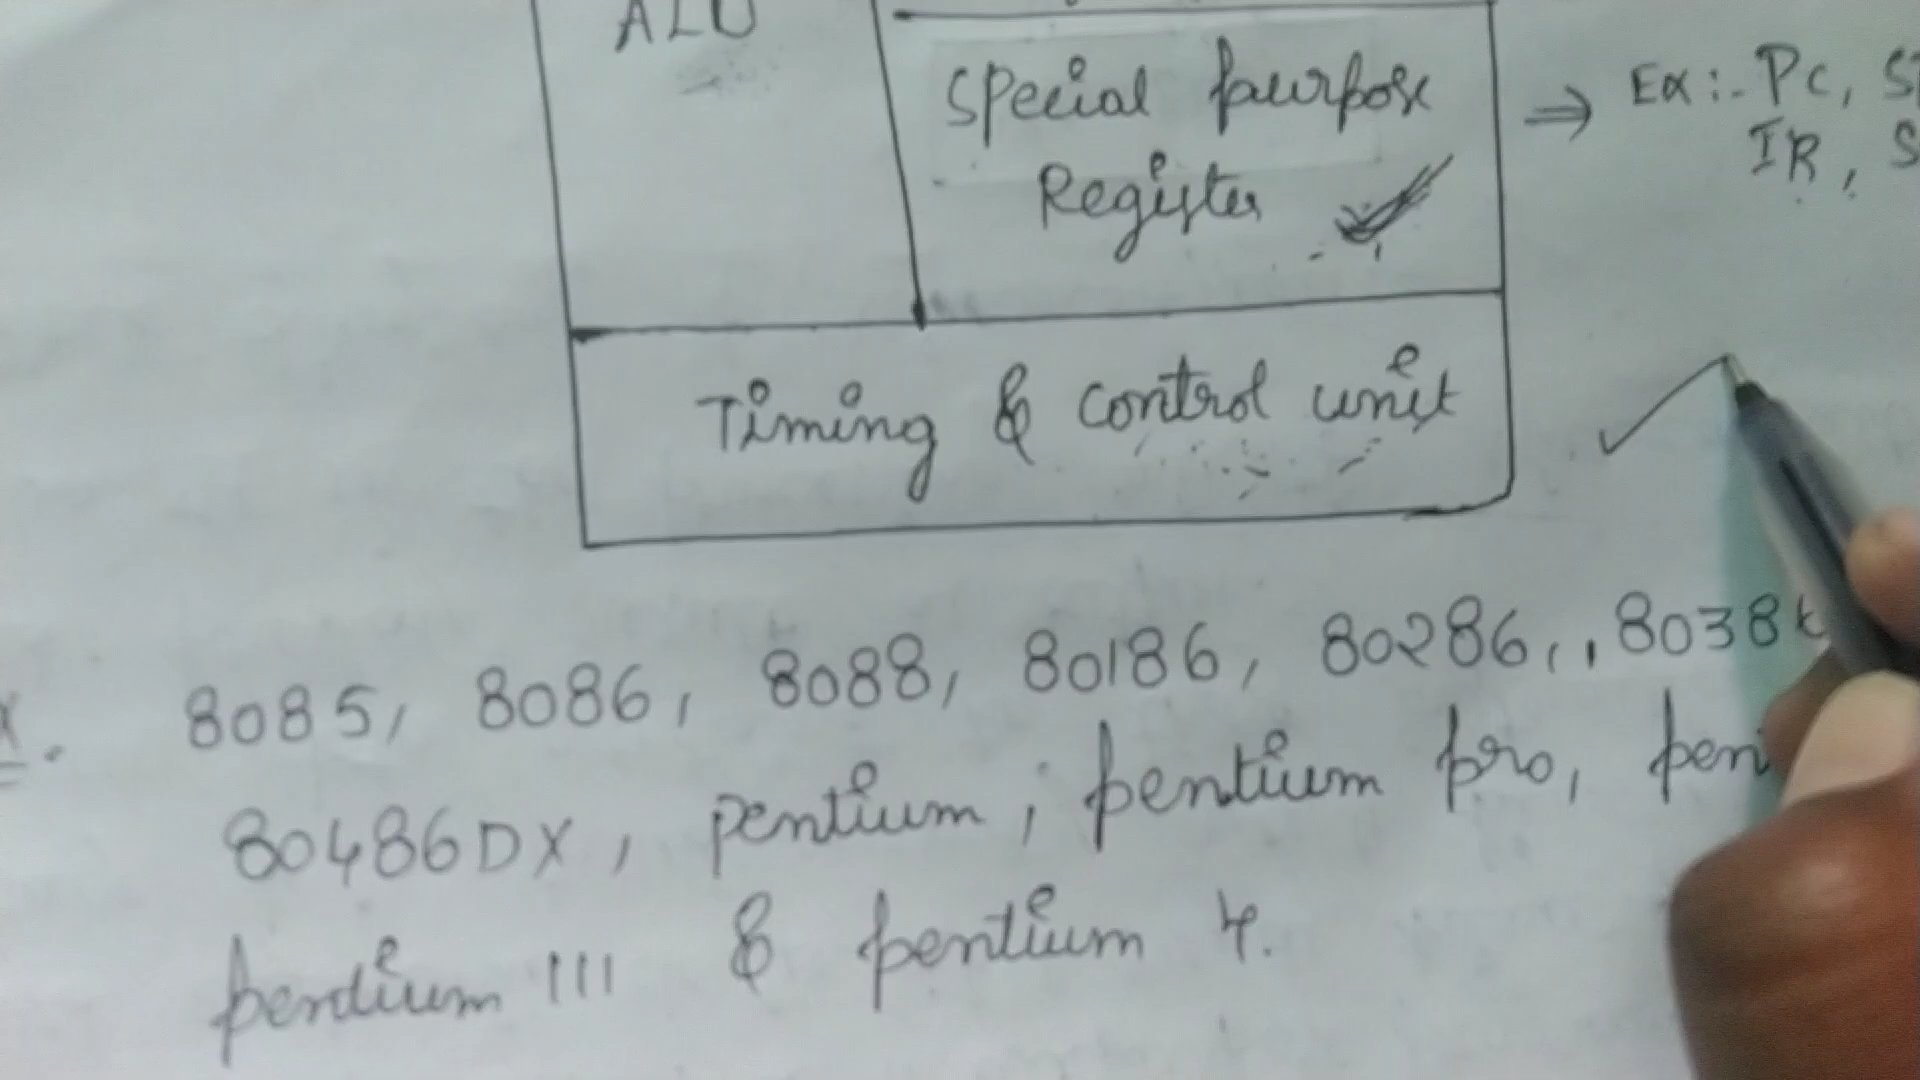 ALU
Special purpose
Register
⇒ Ex:- PC,
IR,
Timing & control unit
8085, 8086, 8088, 80186, 80286,, 8038
80486DX, pentium, pentium pro, pen
pentium III & pentium 4.